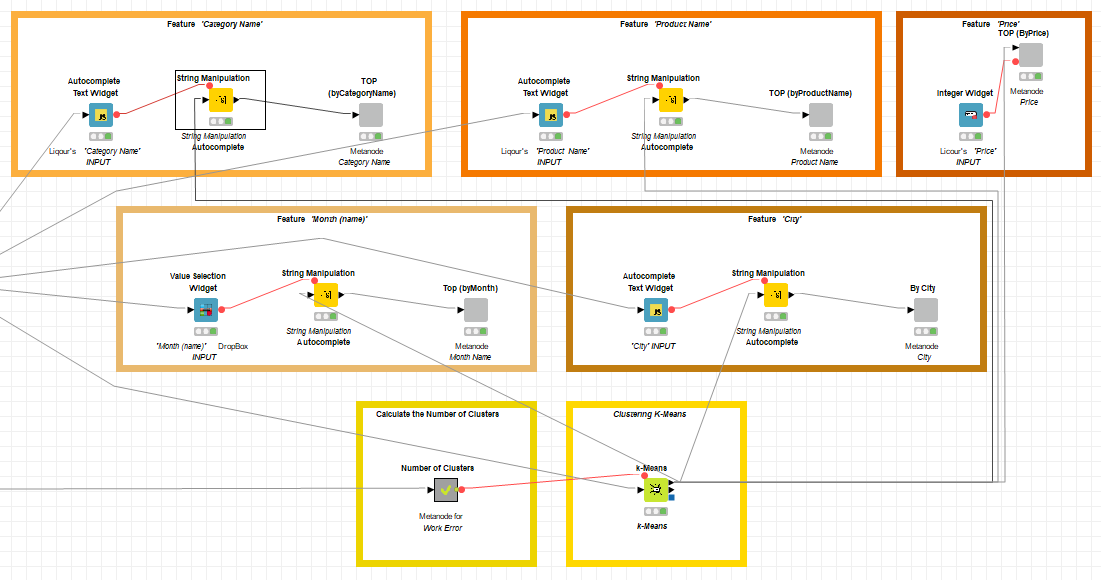 Feature 'Category Name'
Autocomplete
Text Widget
Liqour's "Category Name"
INPUT
String Manipulation
String Manipulation
Autocomplete
TOP
(byCategoryName)
Metanode
Category Name
Feature 'Product Name'
Autocomplete
Text Widget
Liqour's "Product Name"
INPUT
String Manipulation
String Manipulation
Autocomplete
TOP (byProductName)
Metanode
Product Name
Feature 'Price'
TOP (ByPrice)
Metanode
Price
Integer Widget
Licour's "Price"
INPUT
Feature 'Month (name)'
Value Selection
Widget
"Month (name)" DropBox
INPUT
String Manipulation
String Manipulation
Autocomplete
Top (byMonth)
Metanode
Month Name
Feature 'City'
Autocomplete
Text Widget
"City" INPUT
String Manipulation
String Manipulation
Autocomplete
By City
Metanode
City
Calculate the Number of Clusters
Number of Clusters
Metanode for
Work Error
Clustering K-Means
k-Means
k-Means